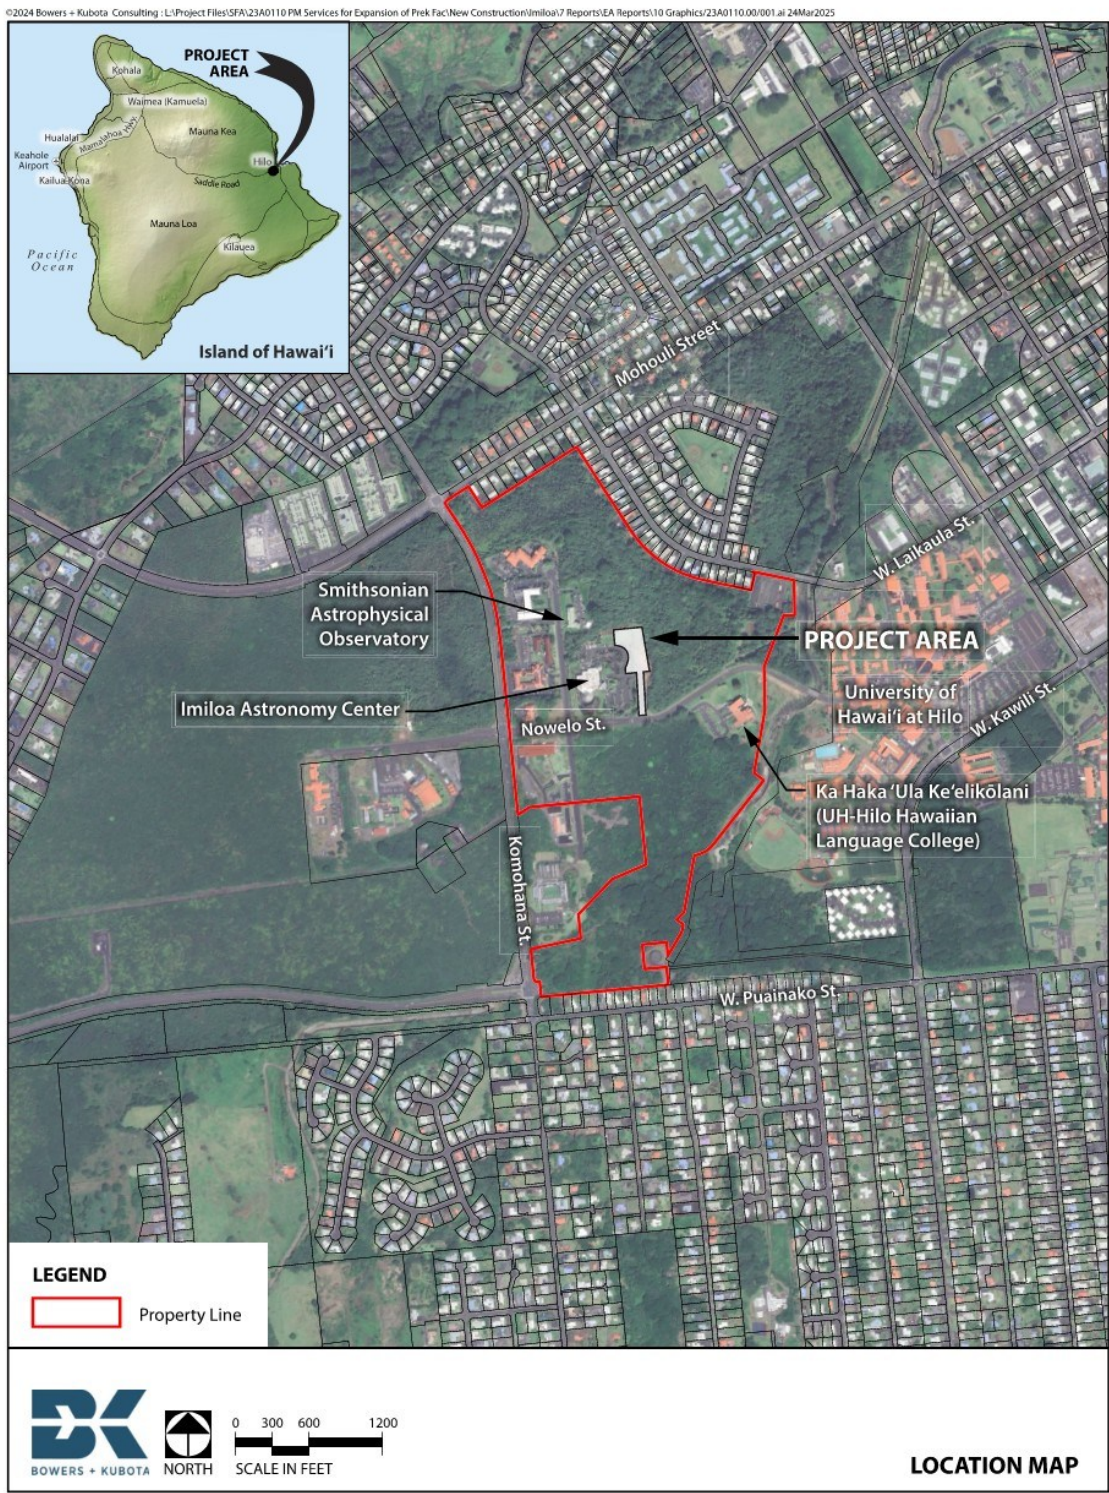 ©2024 Bowers + Kubota Consulting : L:\Project Files\SFA\23A0110 PM Services for Expansion of Prek Fac\New Construction\Imiloa\7 Reports\EA Reports\10 Graphics/23A0110.00/001.ai 24Mar2025
PROJECT
AREA
Kohala
Waimea (Kamuela)
Mauna Kea
Mamalahoa Hwy.
Hualalai
Keahole
Airport
Kailua-Kona
Hilo
Saddle Road
Mauna Loa
Kilauea
Pacific
Ocean
Island of Hawai‘i
Mohouli Street
W. Laikaula St.
Smithsonian
Astrophysical
Observatory
PROJECT AREA
Imiloa Astronomy Center
University of
Hawai‘i at Hilo
W. Kawili St.
Nowelo St.
Ka Haka ‘Ula Ke‘elikōlani
(UH-Hilo Hawaiian
Language College)
Komohana St.
W. Puainako St.
LEGEND
Property Line
BK
BOWERS + KUBOTA
NORTH
0 300 600 1200
SCALE IN FEET
LOCATION MAP